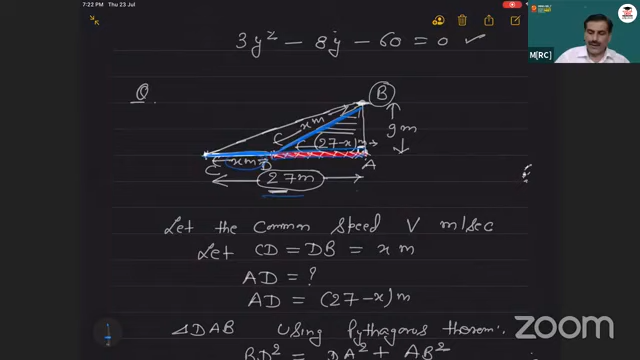 7:22 PM Thu 23 Jul
3y² - 8y - 60 = 0 ✓
M[RC]
Q.
B
x m
9 m
(27-x) m
x m
C D A
27 m
Let the Common Speed V m/sec
Let CD = DB = x m
AD = ?
AD = (27-x) m
ΔDAB Using Pythagorus theorem:
BD² = DA² + AB²
zoom